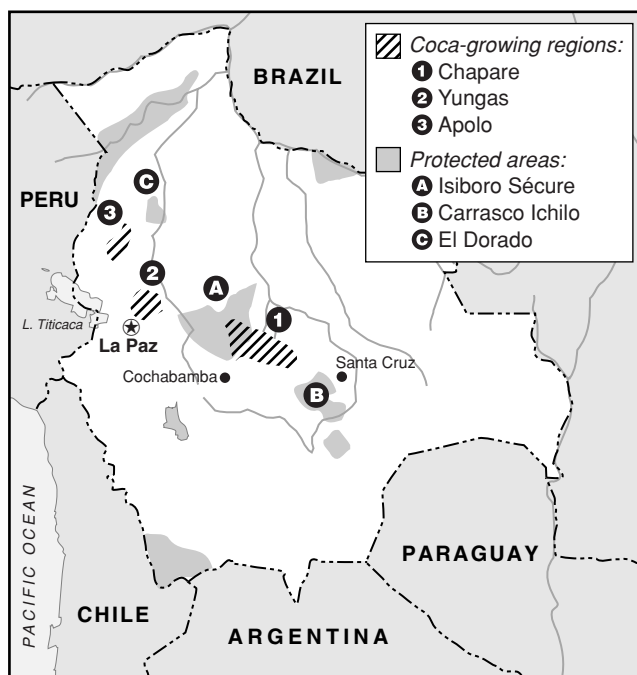 Coca-growing regions:
1 Chapare
2 Yungas
3 Apolo
Protected areas:
A Isiboro Sécure
B Carrasco Ichilo
C El Dorado
BRAZIL
PERU
C
3
2
A
1
L. Titicaca
La Paz
Cochabamba
Santa Cruz
B
PACIFIC OCEAN
PARAGUAY
CHILE
ARGENTINA